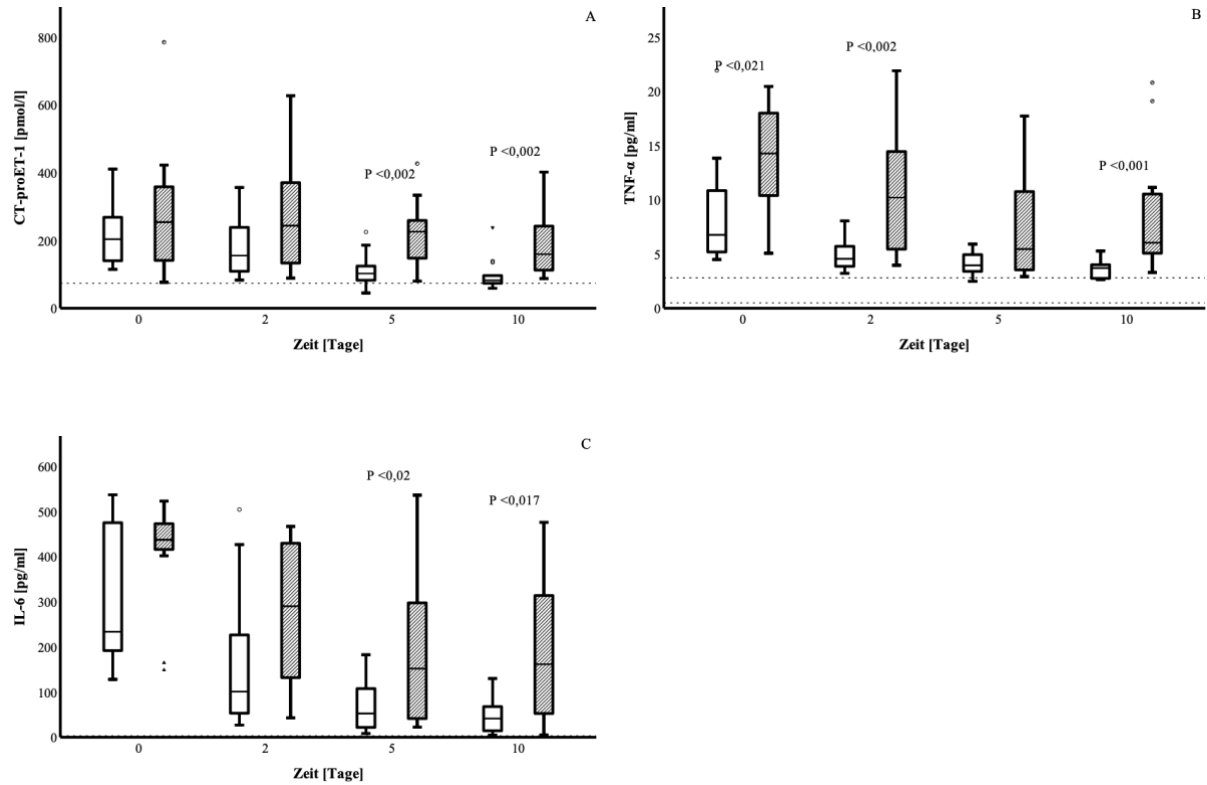 A
CT-proET-1 [pmol/l]
800
600
400
200
0
P <0,002
P <0,002
0 2 5 10
Zeit [Tage]
B
TNF-α [pg/ml]
25
20
15
10
5
0
P <0,021
P <0,002
P <0,001
0 2 5 10
Zeit [Tage]
C
IL-6 [pg/ml]
600
500
400
300
200
100
0
P <0,02
P <0,017
0 2 5 10
Zeit [Tage]